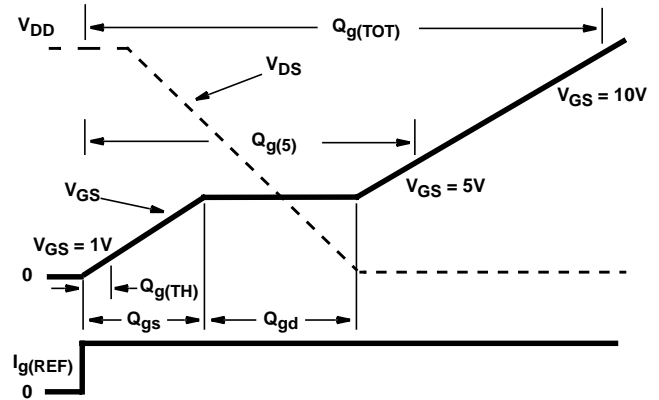 V_DD
Q_g(TOT)
V_DS
V_GS = 10V
Q_g(5)
V_GS
V_GS = 5V
V_GS = 1V
0
Q_g(TH)
Q_gs
Q_gd
I_g(REF)
0